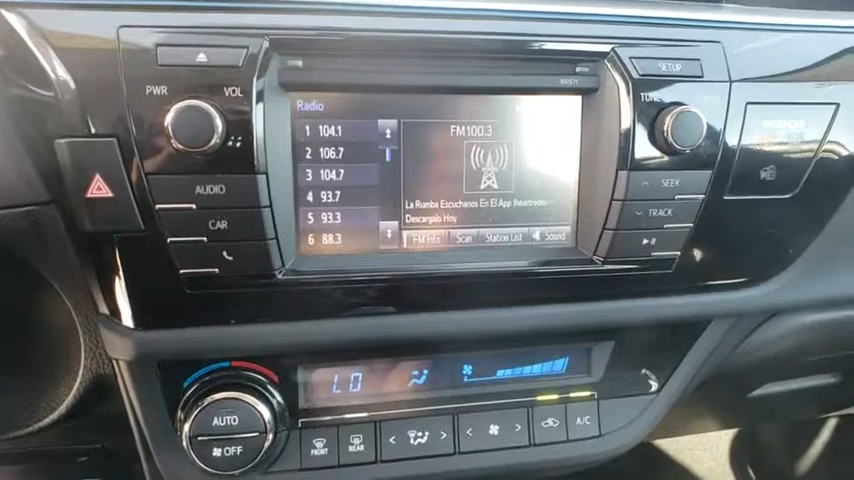 SETUP
PWR
VOL
TUNE
100571
Radio
1 104.1
2 106.7
3 104.7
4 93.7
5 93.3
6 88.3
FM100.3
La Rumba Escuchanos En El App Iheartradio
Descargalo Hoy
FM Info
Scan
Station List
Sound
AUDIO
CAR
SEEK
TRACK
PASSENGER
LO
AUTO
OFF
FRONT
REAR
A/C